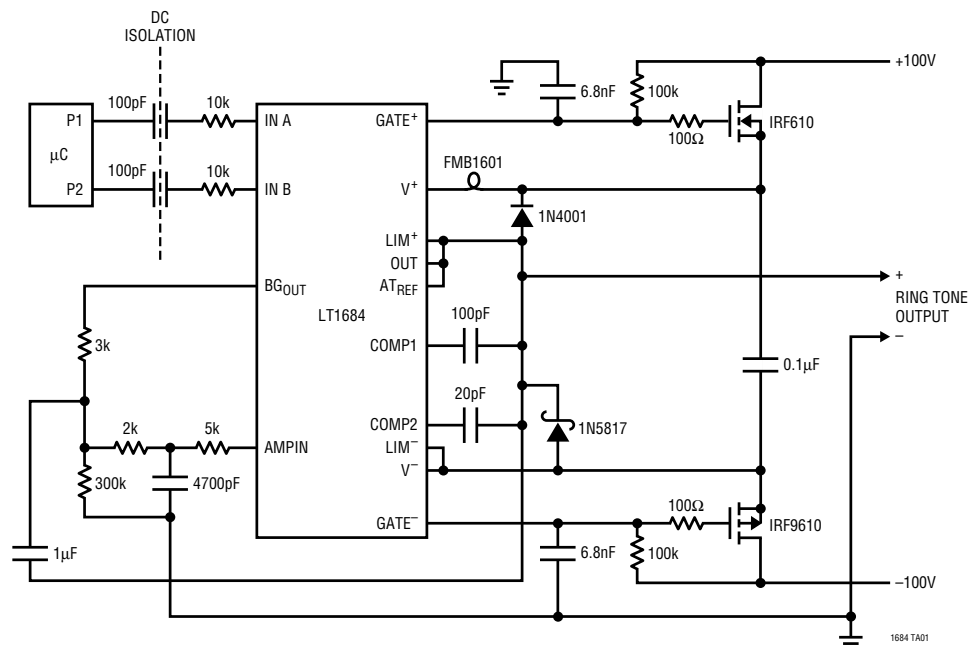 DC
ISOLATION
+100V
100pF
10k
6.8nF
100k
P1
IN A
GATE+
100Ω
IRF610
µC
100pF
10k
FMB1601
P2
IN B
V+
1N4001
LIM+
OUT
BGOUT
ATREF
+
RING TONE
OUTPUT
–
LT1684
100pF
3k
COMP1
0.1µF
20pF
2k
5k
COMP2
1N5817
AMPIN
LIM–
300k
4700pF
V–
100Ω
GATE–
IRF9610
1µF
6.8nF
100k
–100V
1684 TA01